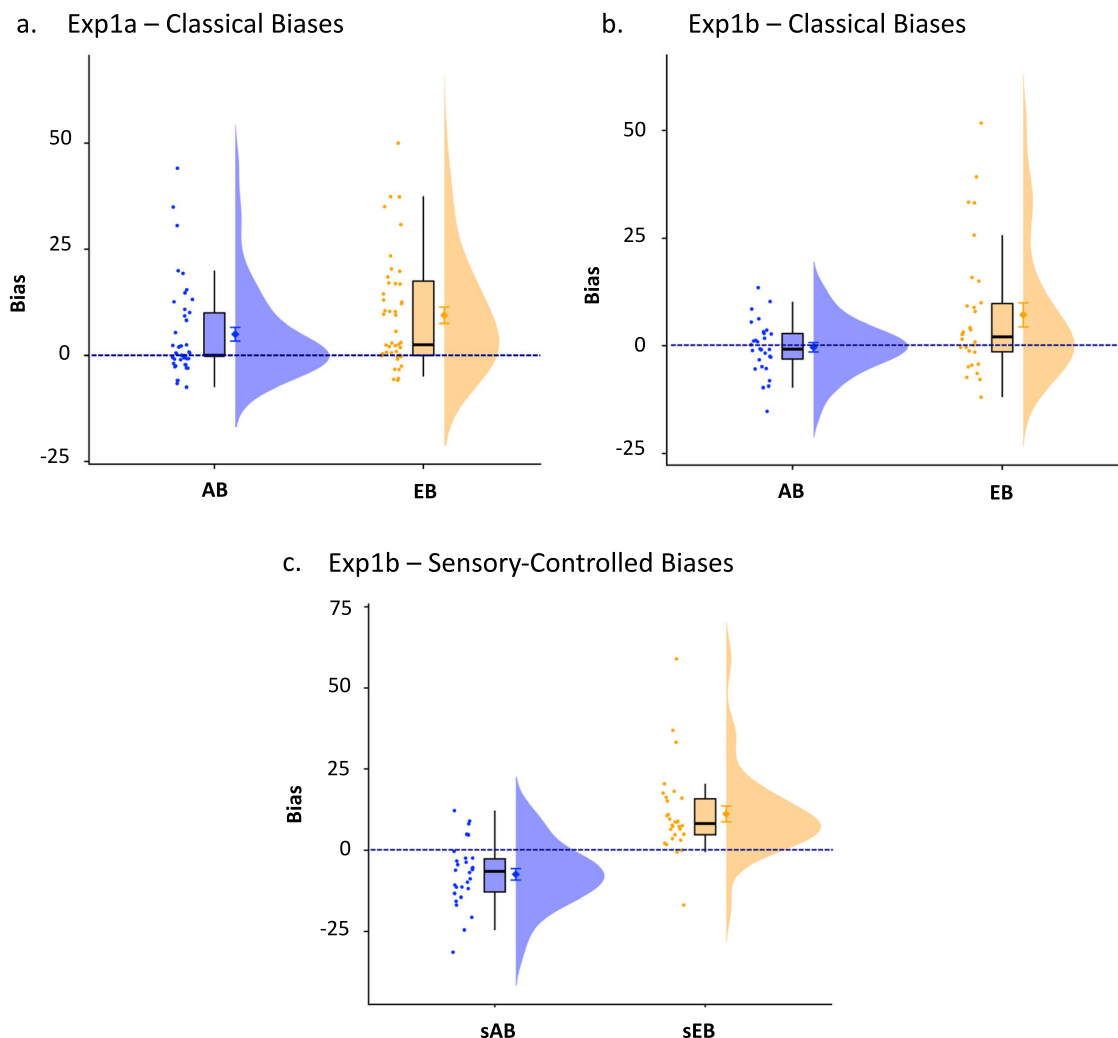 a. Exp1a – Classical Biases
50
25
0
-25
Bias
AB EB
b. Exp1b – Classical Biases
50
25
0
-25
Bias
AB EB
c. Exp1b – Sensory-Controlled Biases
75
50
25
0
-25
Bias
sAB sEB